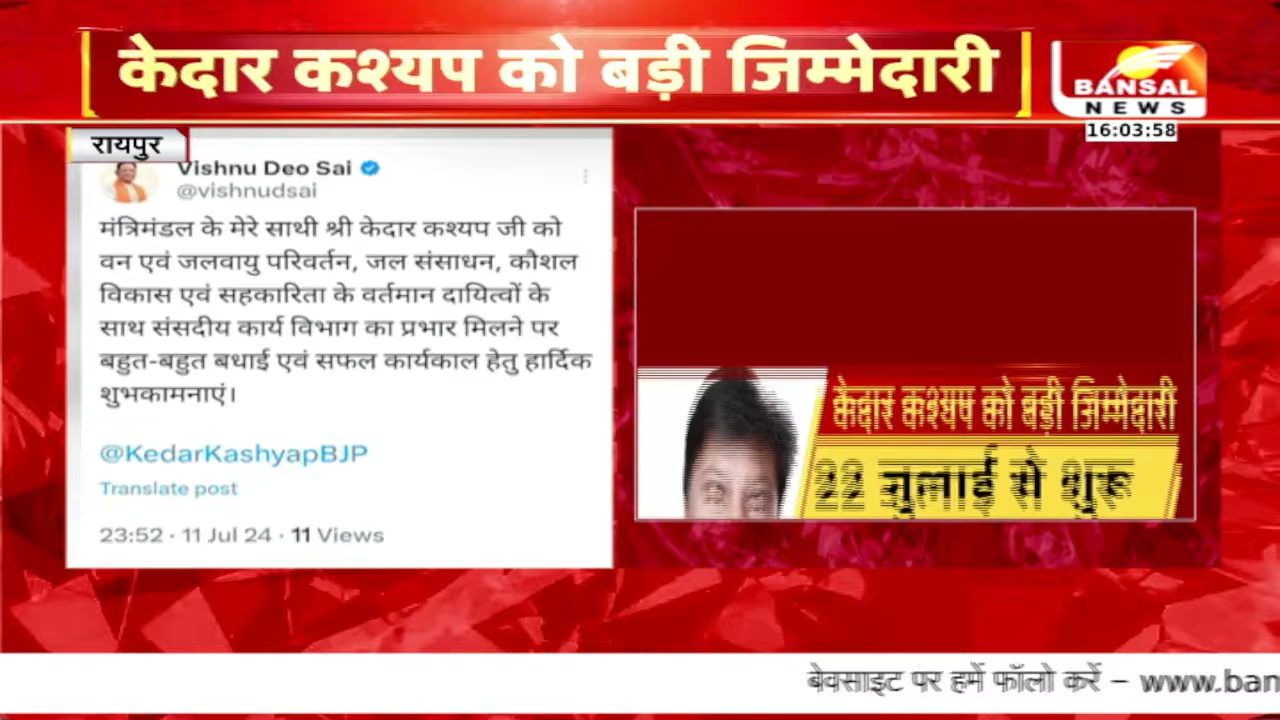 केदार कश्यप को बड़ी जिम्मेदारी
BANSAL
NEWS
16:03:58
रायपुर
Vishnu Deo Sai
@vishnudsai
मंत्रिमंडल के मेरे साथी श्री केदार कश्यप जी को
वन एवं जलवायु परिवर्तन, जल संसाधन, कौशल
विकास एवं सहकारिता के वर्तमान दायित्वों के
साथ संसदीय कार्य विभाग का प्रभार मिलने पर
बहुत-बहुत बधाई एवं सफल कार्यकाल हेतु हार्दिक
शुभकामनाएं।
@KedarKashyapBJP
Translate post
23:52 · 11 Jul 24 · 11 Views
केदार कश्यप को बड़ी जिम्मेदारी
22 जुलाई से शुरू
बेवसाइट पर हमें फॉलो करें – www.ban